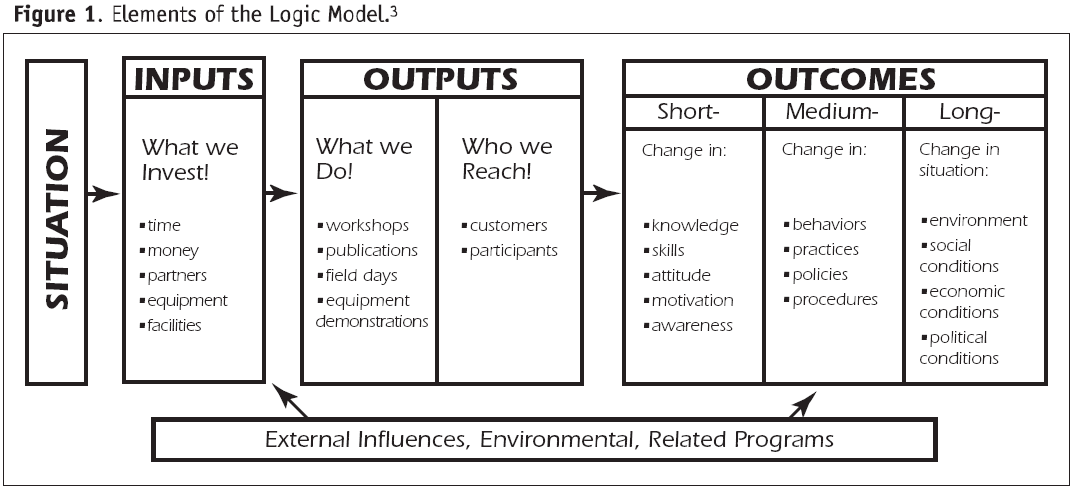 Figure 1. Elements of the Logic Model.³
SITUATION
INPUTS
What we
Invest!
▪time
▪money
▪partners
▪equipment
▪facilities
OUTPUTS
What we
Do!
▪workshops
▪publications
▪field days
▪equipment
demonstrations
Who we
Reach!
▪customers
▪participants
OUTCOMES
Short-
Change in:
▪knowledge
▪skills
▪attitude
▪motivation
▪awareness
Medium-
Change in:
▪behaviors
▪practices
▪policies
▪procedures
Long-
Change in
situation:
▪environment
▪social
conditions
▪economic
conditions
▪political
conditions
External Influences, Environmental, Related Programs